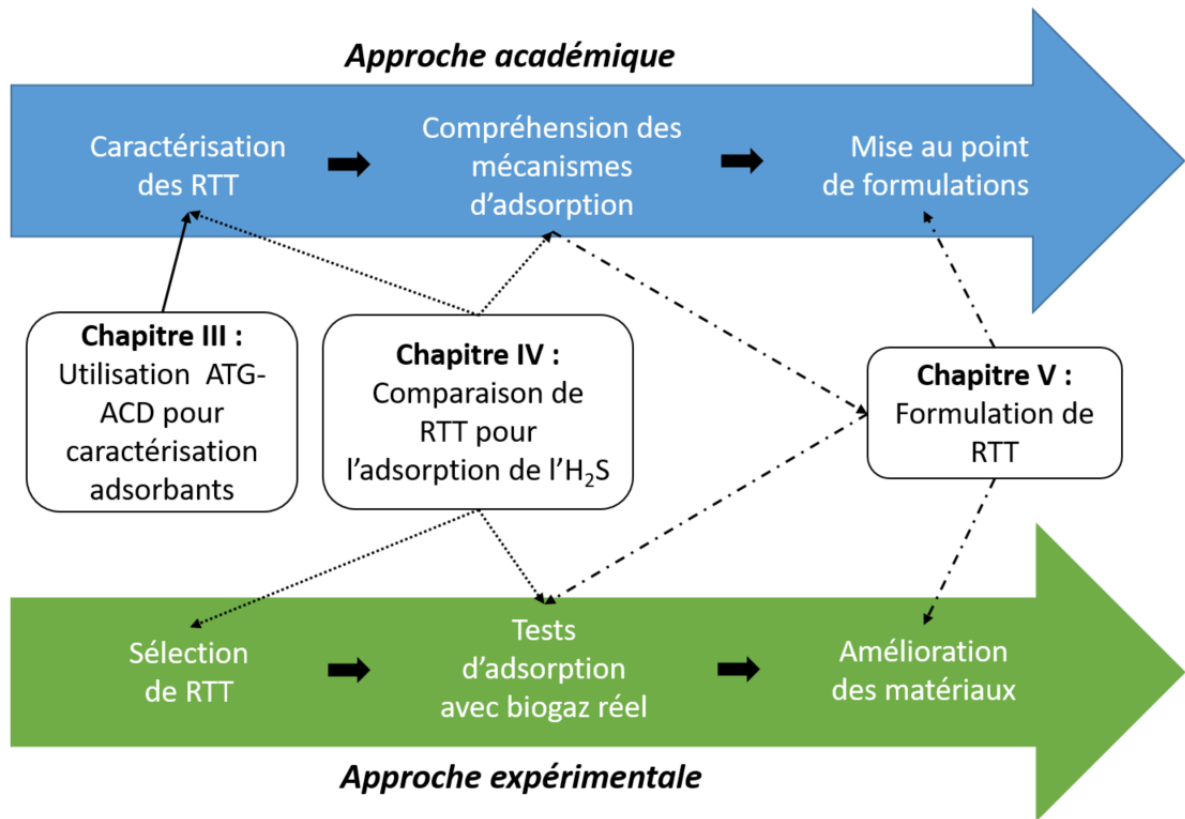 Approche académique
Caractérisation
des RTT
Compréhension des
mécanismes
d'adsorption
Mise au point
de formulations
Chapitre III :
Utilisation ATG-
ACD pour
caractérisation
adsorbants
Chapitre IV :
Comparaison de
RTT pour
l'adsorption de l'H₂S
Chapitre V :
Formulation de
RTT
Sélection
de RTT
Tests
d'adsorption
avec biogaz réel
Amélioration
des matériaux
Approche expérimentale